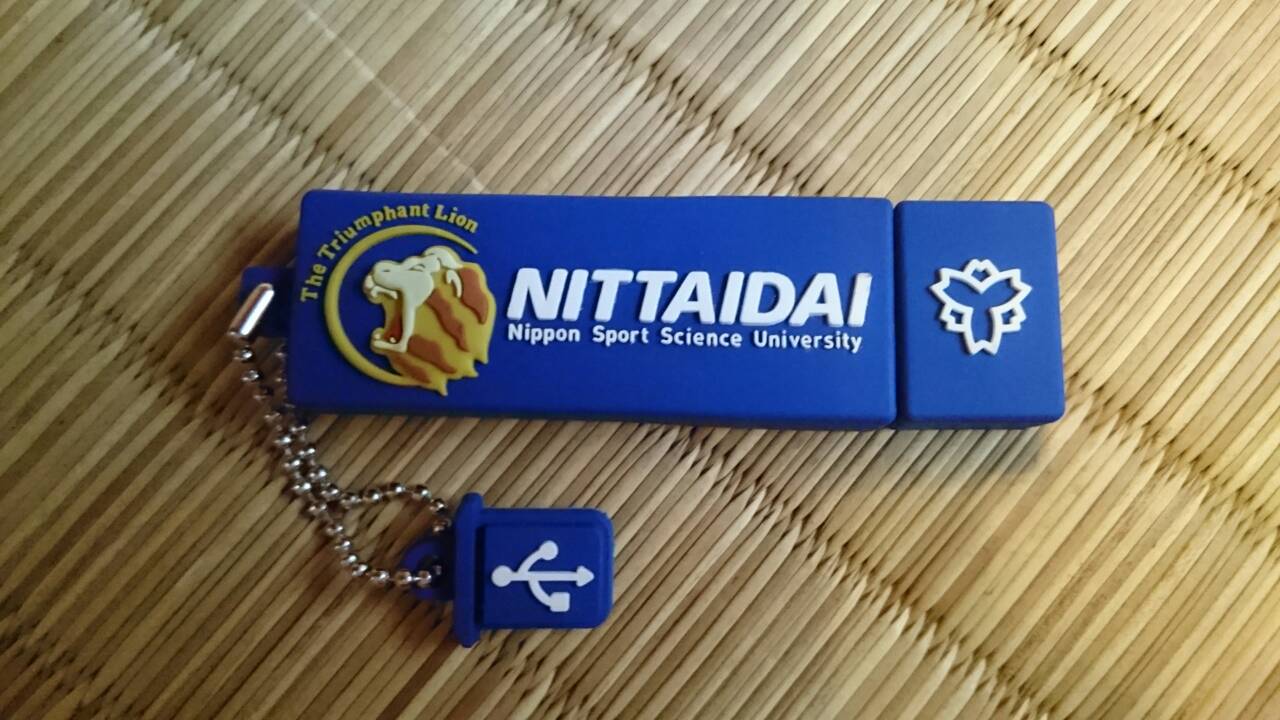 The Triumphant Lion
NITTAIDAI
Nippon Sport Science University